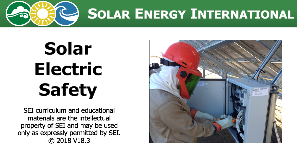 SOLAR ENERGY INTERNATIONAL
Solar
Electric
Safety
SEI curriculum and educational
materials are the intellectual
property of SEI and may be used
only as expressly permitted by SEI.
© 2018 V18.3